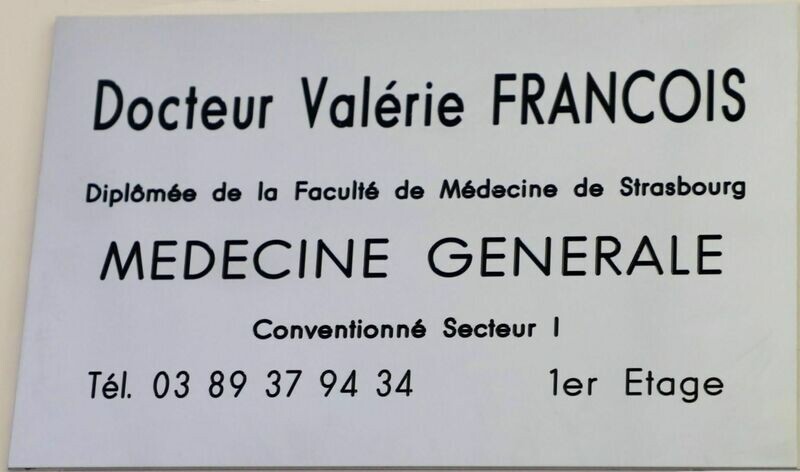 Docteur Valérie FRANCOIS
Diplômée de la Faculté de Médecine de Strasbourg
MEDECINE GENERALE
Conventionné Secteur I
Tél. 03 89 37 94 34 1er Etage